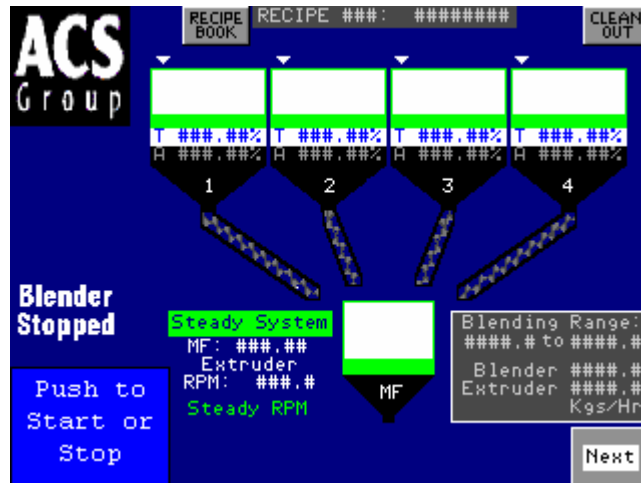 ACS
Group
RECIPE
BOOK
RECIPE ###: ########
CLEAN
OUT
T ###.##% T ###.##% T ###.##% T ###.##%
A ###.##% A ###.##% A ###.##% A ###.##%
1 2 3 4
Blender
Stopped
Steady System
MF: ###.##
Extruder
RPM: ###.#
Steady RPM
MF
Blending Range:
####.# to ####.#
Blender ####.#
Extruder ####.#
Kgs/Hr
Push to
Start or
Stop
Next